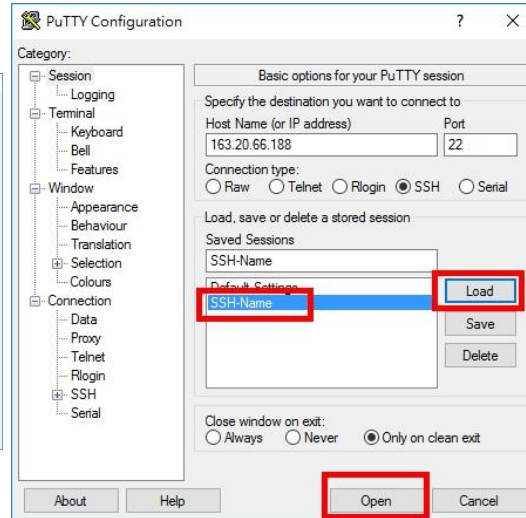 PuTTY Configuration ? ×
Category:
Session
Logging
Terminal
Keyboard
Bell
Features
Window
Appearance
Behaviour
Translation
Selection
Colours
Connection
Data
Proxy
Telnet
Rlogin
SSH
Serial
Basic options for your PuTTY session
Specify the destination you want to connect to
Host Name (or IP address) Port
163.20.66.188 22
Connection type:
Raw Telnet Rlogin SSH Serial
Load, save or delete a stored session
Saved Sessions
SSH-Name
Default Settings
SSH-Name
Load
Save
Delete
Close window on exit:
Always Never Only on clean exit
About Help Open Cancel